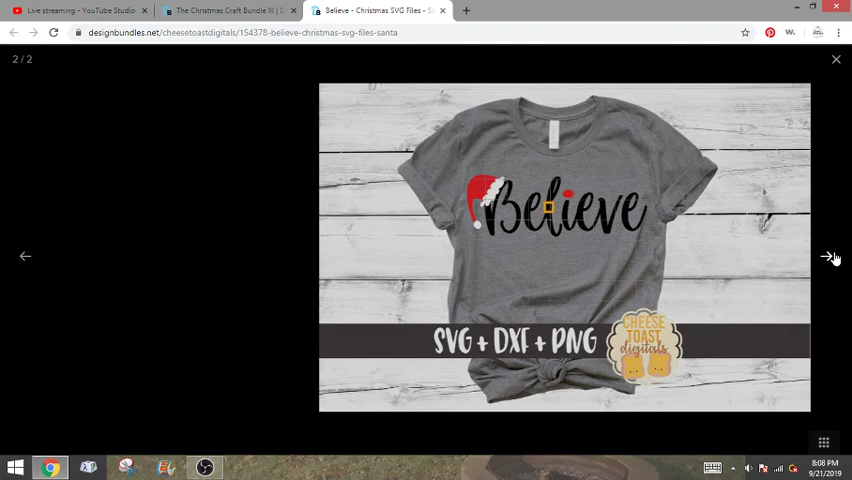 Live streaming - YouTube Studio
The Christmas Craft Bundle III | D
Believe - Christmas SVG Files - Sa
designbundles.net/cheesetoastdigitals/154378-believe-christmas-svg-files-santa
2 / 2
Believe
SVG + DXF + PNG
CHEESE
TOAST
digitals
8:08 PM
9/21/2019